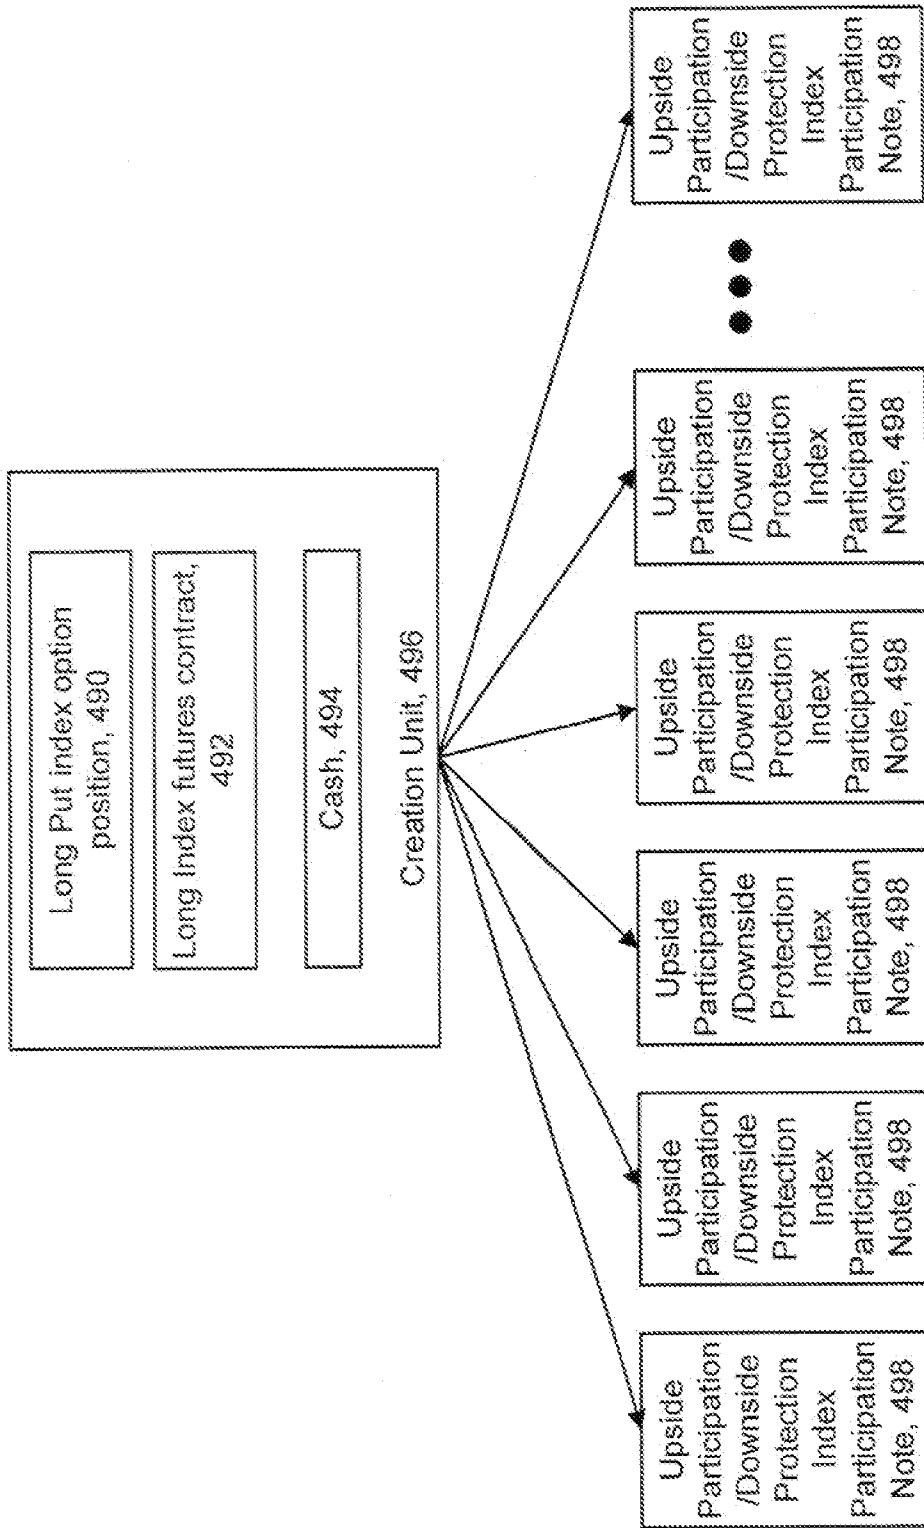 Long Put index option
position, 490
Long Index futures contract,
492
Cash, 494
Creation Unit, 496
Upside
Participation
/Downside
Protection
Index
Participation
Note, 498
Upside
Participation
/Downside
Protection
Index
Participation
Note, 498
Upside
Participation
/Downside
Protection
Index
Participation
Note, 498
Upside
Participation
/Downside
Protection
Index
Participation
Note, 498
Upside
Participation
/Downside
Protection
Index
Participation
Note, 498
Upside
Participation
/Downside
Protection
Index
Participation
Note, 498